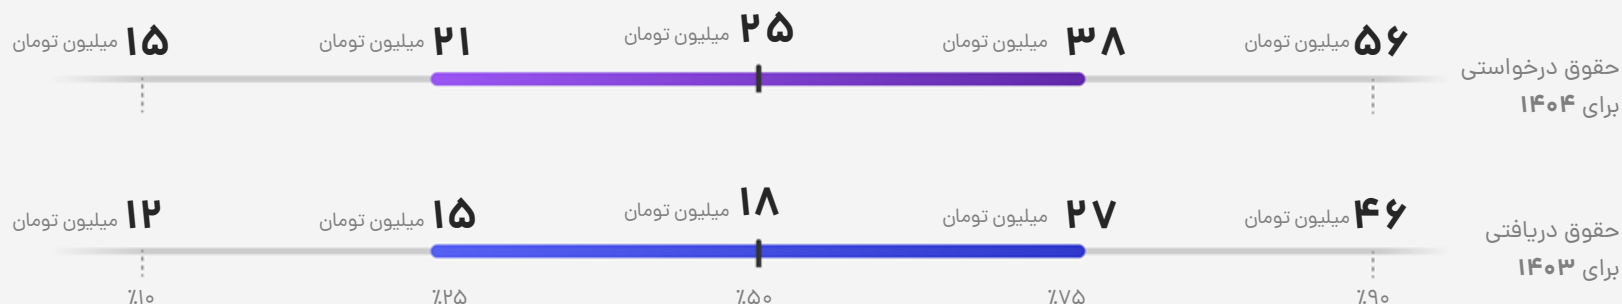 حقوق درخواستی
برای ۱۴۰۴
۱۵ میلیون تومان
۲۱ میلیون تومان
۲۵ میلیون تومان
۳۸ میلیون تومان
۵۶ میلیون تومان
حقوق دریافتی
برای ۱۴۰۳
۱۲ میلیون تومان
۱۵ میلیون تومان
۱۸ میلیون تومان
۲۷ میلیون تومان
۴۶ میلیون تومان
٪۱۰
٪۲۵
٪۵۰
٪۷۵
٪۹۰